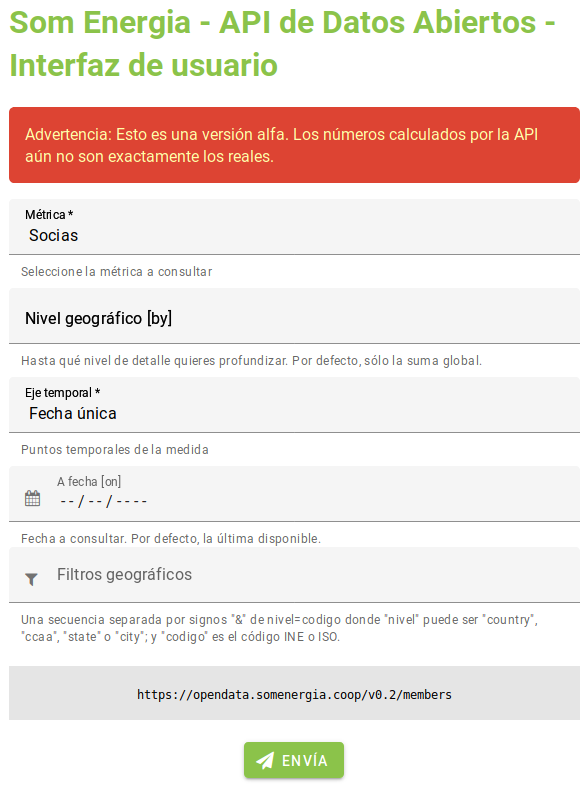 Som Energia - API de Datos Abiertos -
Interfaz de usuario
Advertencia: Esto es una versión alfa. Los números calculados por la API
aún no son exactamente los reales.
Métrica *
Socias
Seleccione la métrica a consultar
Nivel geográfico [by]
Hasta qué nivel de detalle quieres profundizar. Por defecto, sólo la suma global.
Eje temporal *
Fecha única
Puntos temporales de la medida
A fecha [on]
--/--/----
Fecha a consultar. Por defecto, la última disponible.
Filtros geográficos
Una secuencia separada por signos "&" de nivel=codigo donde "nivel" puede ser "country",
"ccaa", "state" o "city"; y "codigo" es el código INE o ISO.
https://opendata.somenergia.coop/v0.2/members
ENVÍA